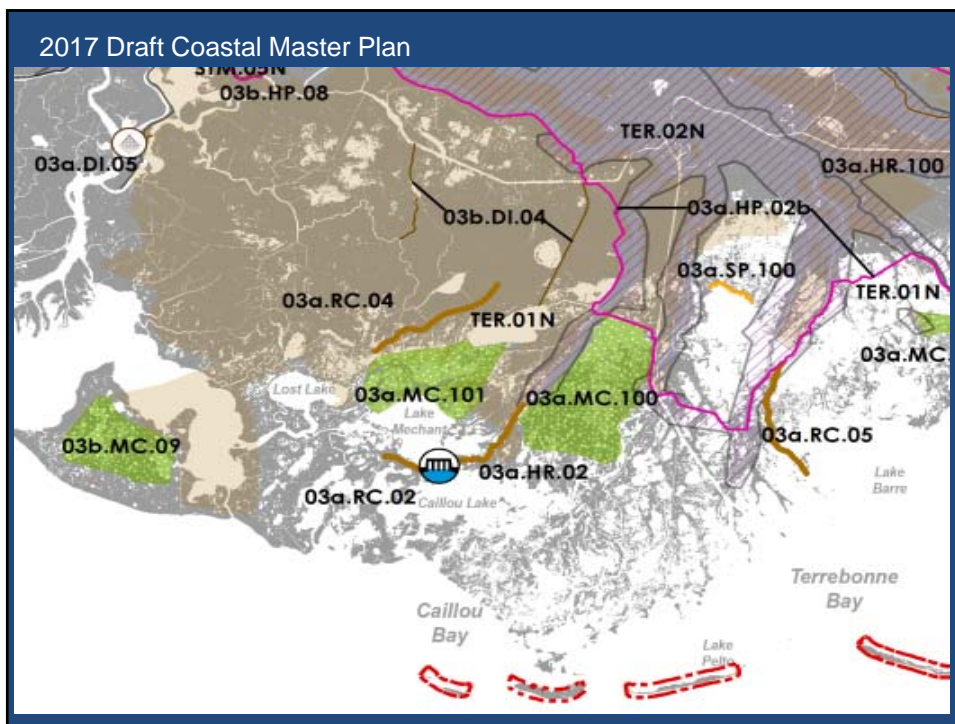 2017 Draft Coastal Master Plan
STM.05N
03b.HP.08
TER.02N
03a.DI.05
03a.HR.100
03b.DI.04
03a.HP.02b
03a.SP.100
03a.RC.04
TER.01N
TER.01N
03a.MC.
Lost Lake
03a.MC.101
03a.MC.100
Lake
Mechant
03b.MC.09
03a.RC.05
03a.HR.02
Lake
Barre
03a.RC.02
Caillou Lake
Terrebonne
Bay
Caillou
Bay
Lake
Pelto